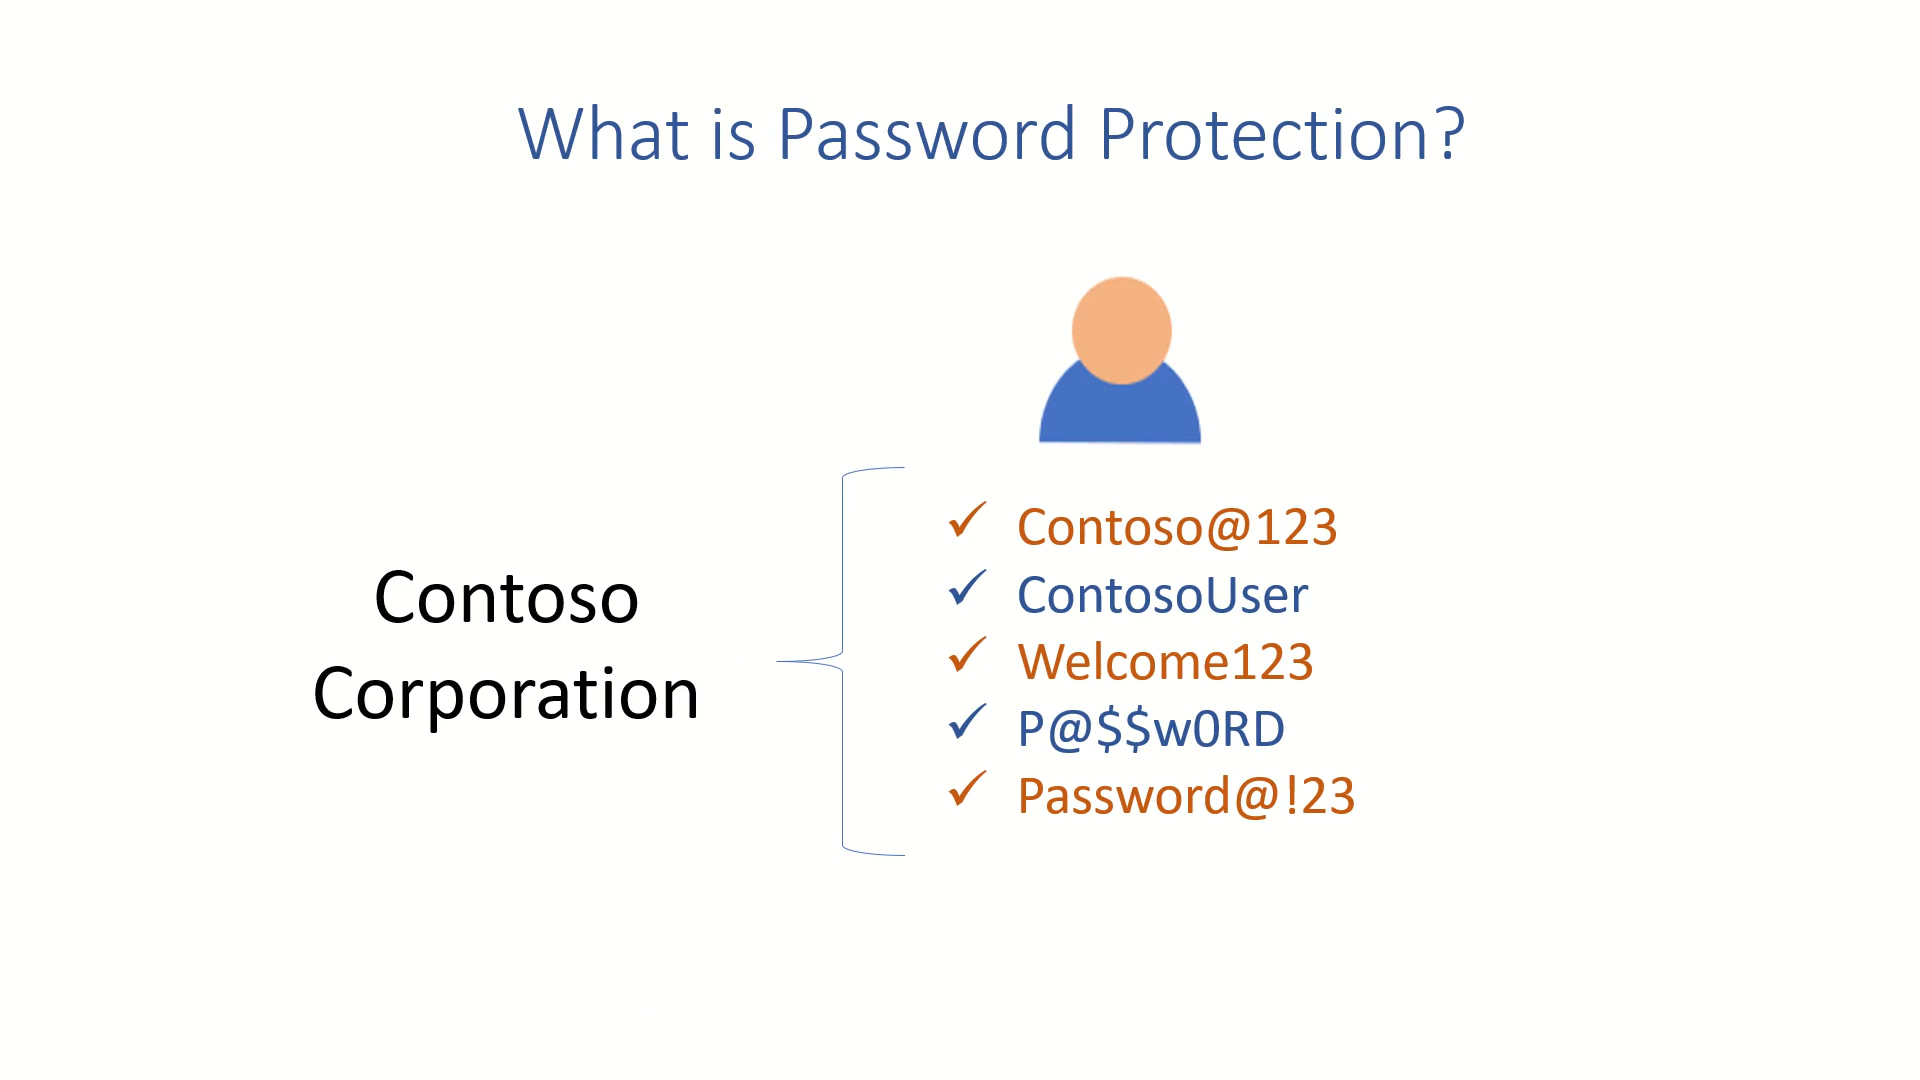 What is Password Protection?
Contoso
Corporation
Contoso@123
ContosoUser
Welcome123
P@$$w0RD
Password@!23